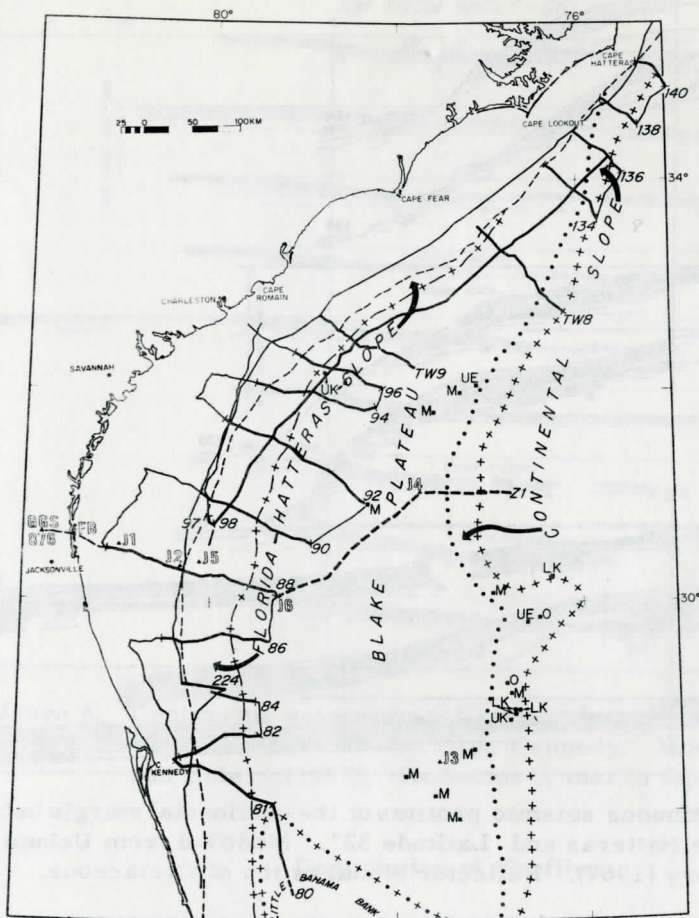 80°
76°
CAPE
HATTERAS
140
25 0 50 100KM
CAPE LOOKOUT
138
34°
136
CAPE FEAR
134
SLOPE
CAPE
ROMAIN
CHARLESTON
TW8
SAVANNAH
TW9
UE
M
96
UK
94
M
FLORIDA HATTERAS SLOPE
BLAKE PLATEAU
CONTINENTAL
J4
92
M
Z1
GGS
876
FB
97
98
J1
90
JACKSONVILLE
J2
J5
LK
88
M
J6
30°
UE
86
224
O
M
84
LK
LK
82
UK
KENNEDY
J3
M
M
M
81
M
80
LITTLE
BAHAMA
BANK